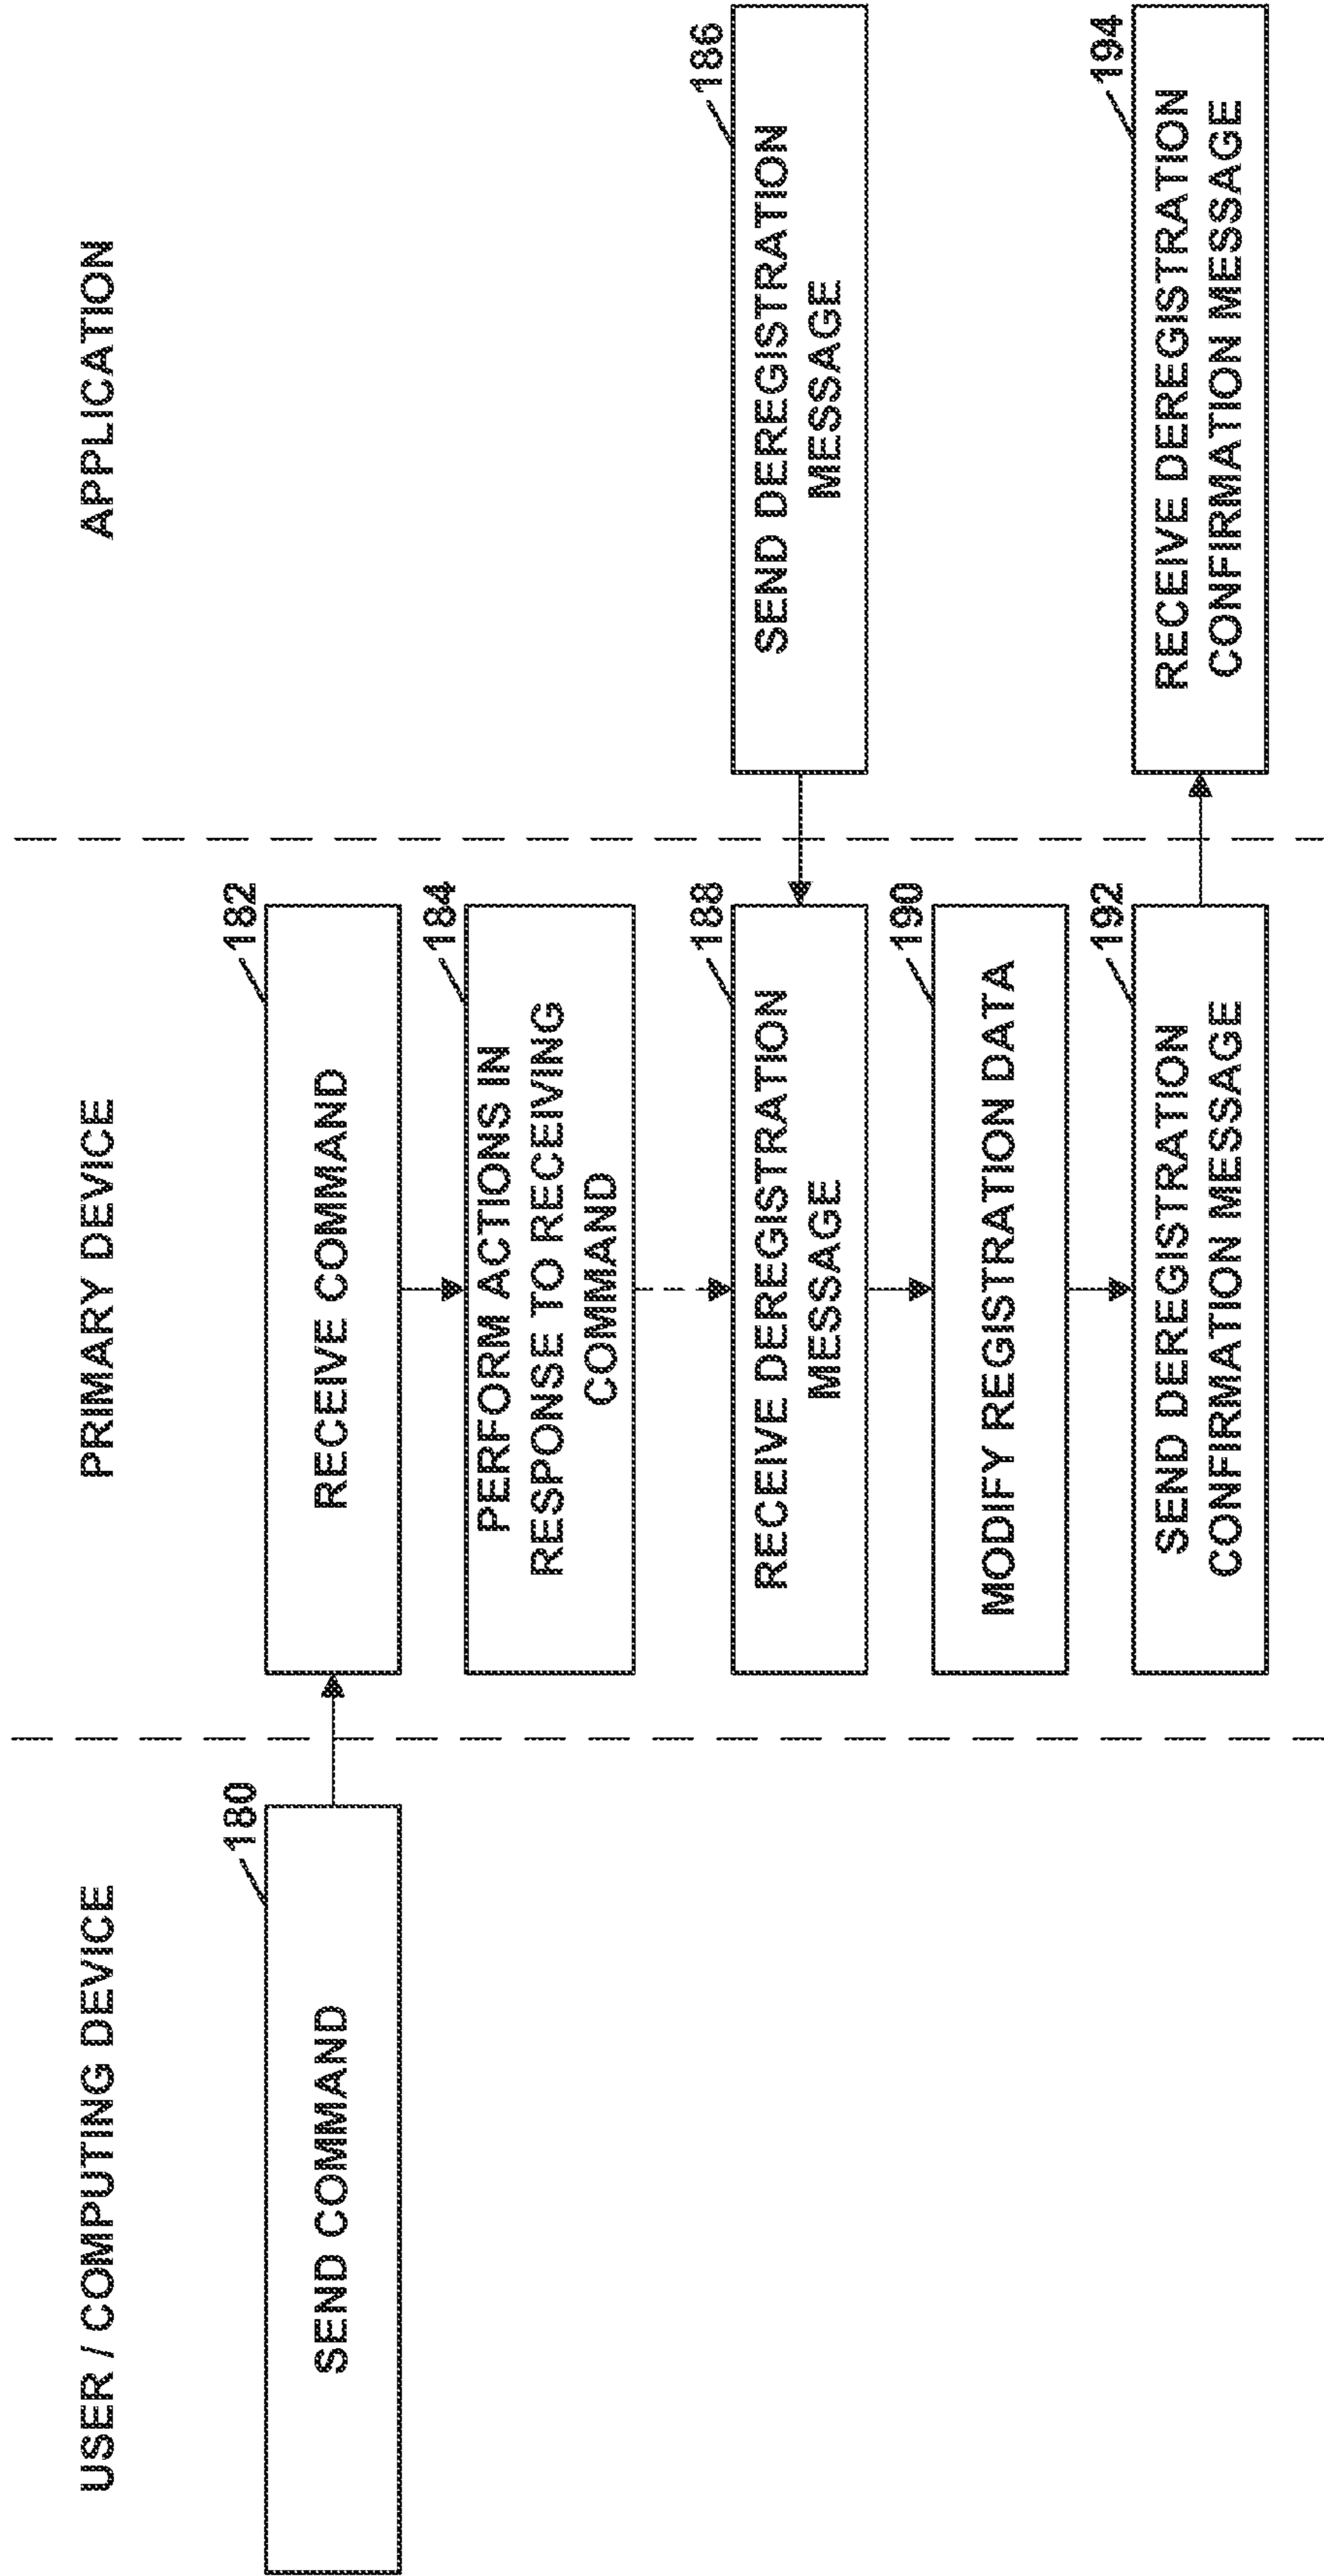 USER / COMPUTING DEVICE
PRIMARY DEVICE
APPLICATION
180
SEND COMMAND
182
RECEIVE COMMAND
184
PERFORM ACTIONS IN
RESPONSE TO RECEIVING
COMMAND
186
SEND DEREGISTRATION
MESSAGE
188
RECEIVE DEREGISTRATION
MESSAGE
190
MODIFY REGISTRATION DATA
192
SEND DEREGISTRATION
CONFIRMATION MESSAGE
194
RECEIVE DEREGISTRATION
CONFIRMATION MESSAGE